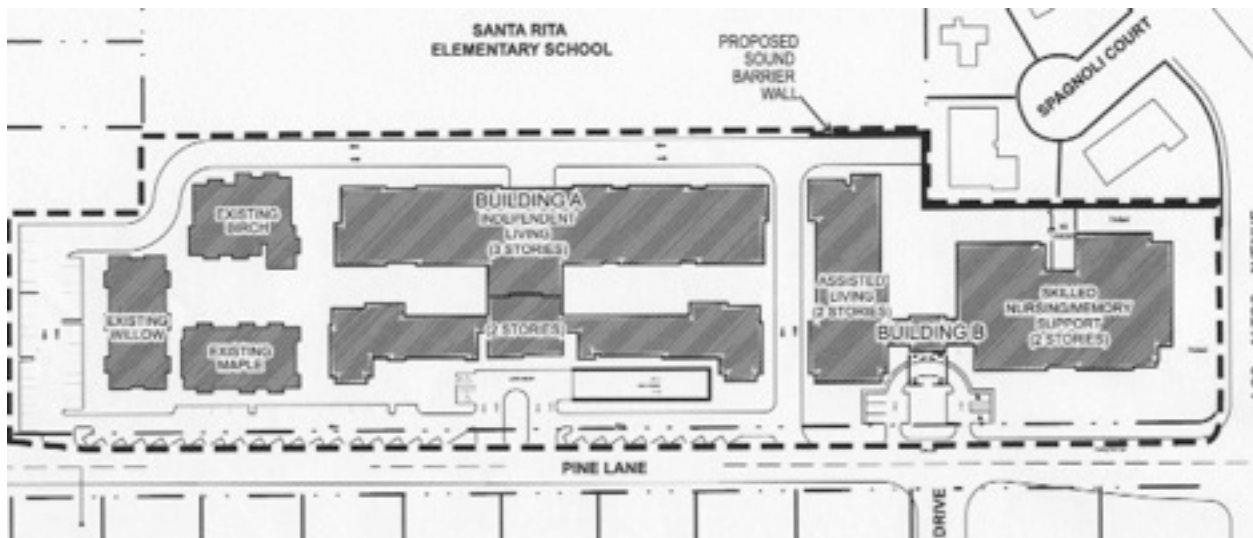 SANTA RITA
ELEMENTARY SCHOOL
PROPOSED
SOUND
BARRIER
WALL
SPAGNOLI COURT
EXISTING
BIRCH
BUILDING A
INDEPENDENT
LIVING
(3 STORIES)
EXISTING
WILLOW
EXISTING
MAPLE
(2 STORIES)
ASSISTED
LIVING
(2 STORIES)
BUILDING B
SKILLED
NURSING/MEMORY
SUPPORT
(2 STORIES)
PINE LANE
DRIVE